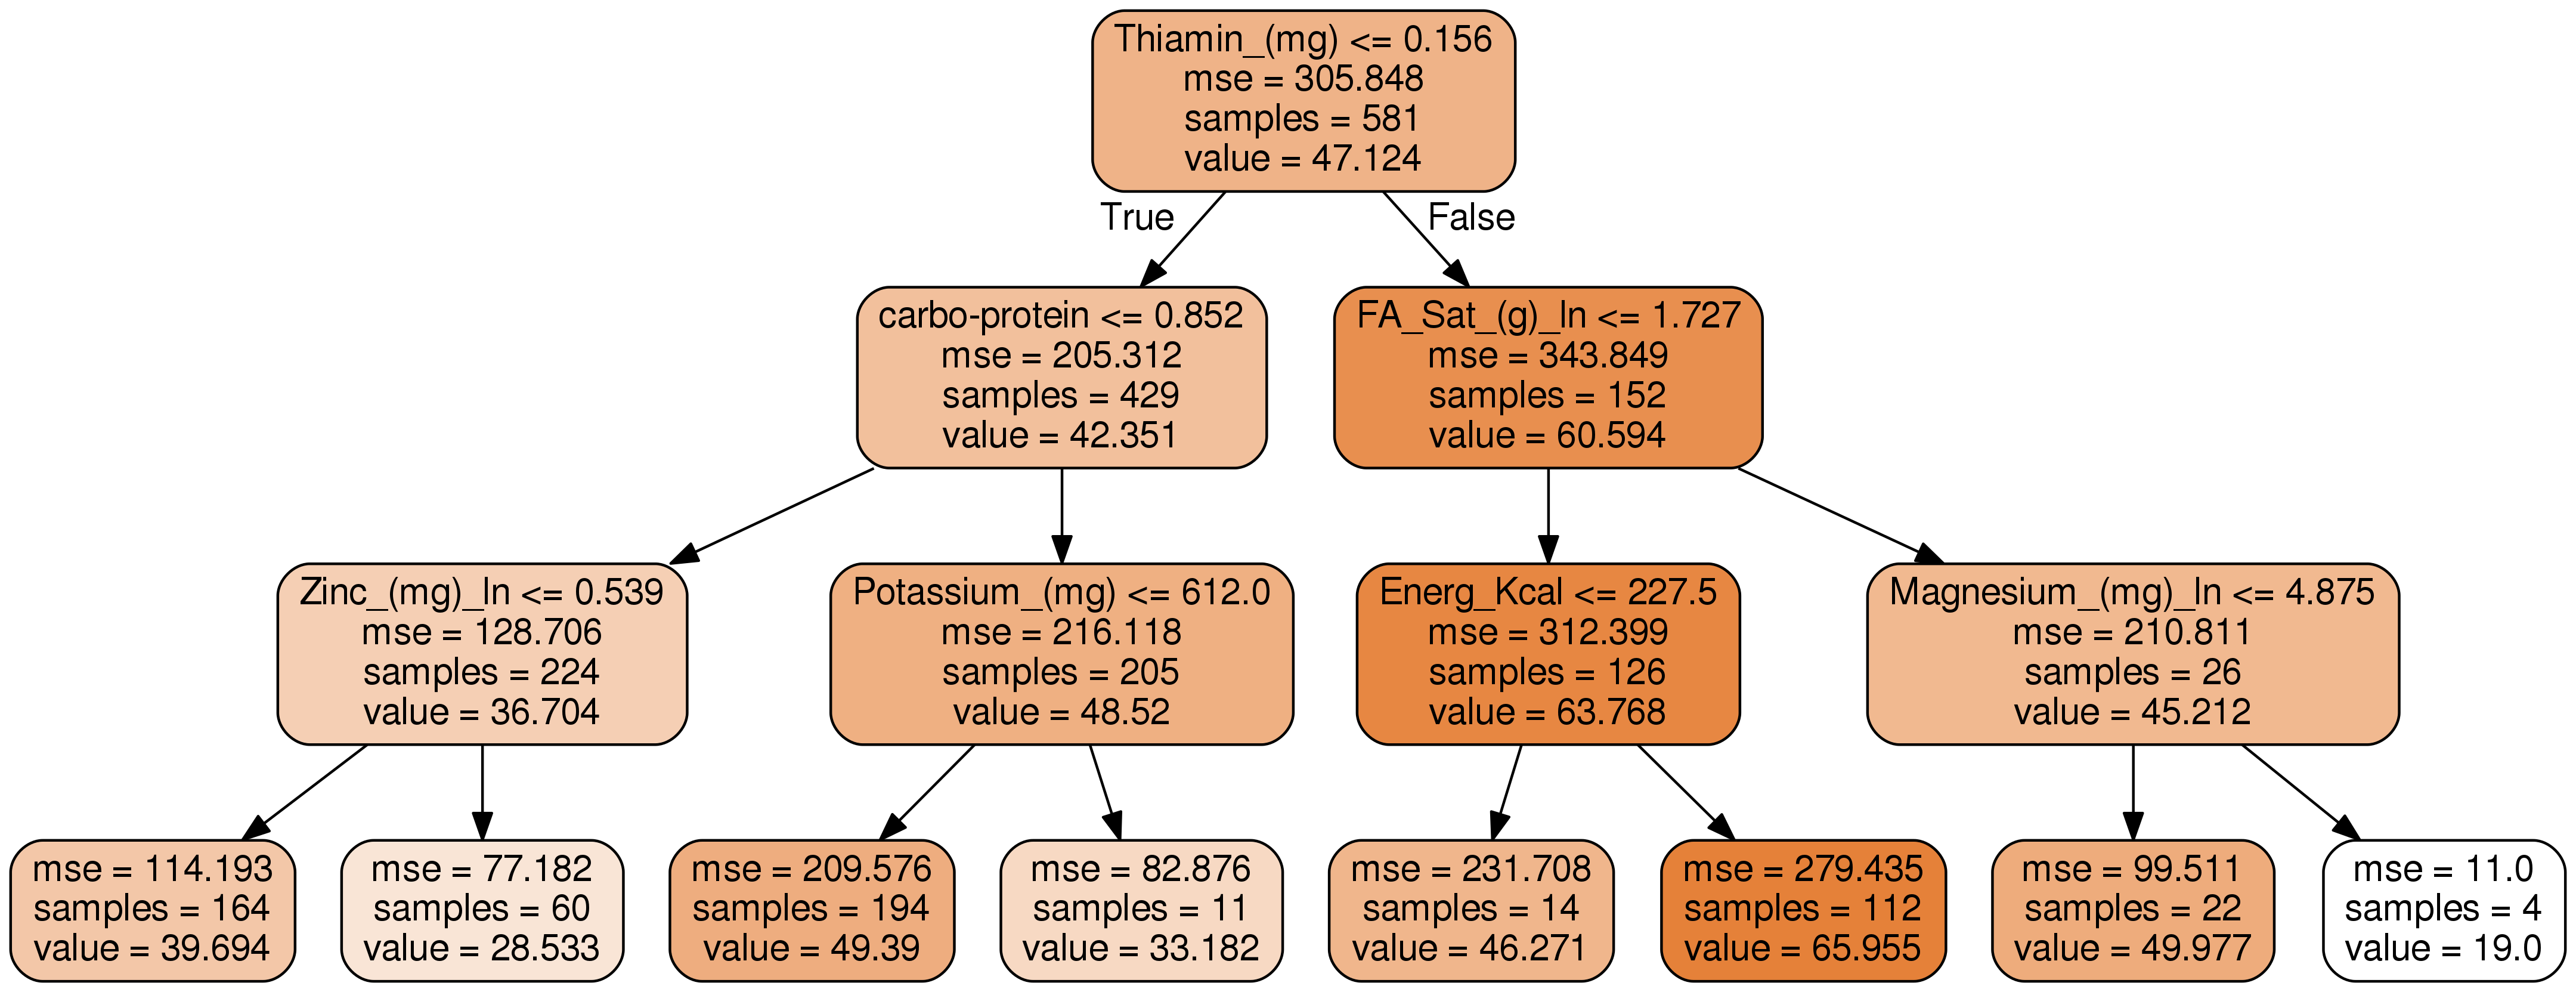 Thiamin_(mg) <= 0.156
mse = 305.848
samples = 581
value = 47.124
True
False
carbo-protein <= 0.852
mse = 205.312
samples = 429
value = 42.351
FA_Sat_(g)_ln <= 1.727
mse = 343.849
samples = 152
value = 60.594
Zinc_(mg)_ln <= 0.539
mse = 128.706
samples = 224
value = 36.704
Potassium_(mg) <= 612.0
mse = 216.118
samples = 205
value = 48.52
Energ_Kcal <= 227.5
mse = 312.399
samples = 126
value = 63.768
Magnesium_(mg)_ln <= 4.875
mse = 210.811
samples = 26
value = 45.212
mse = 114.193
samples = 164
value = 39.694
mse = 77.182
samples = 60
value = 28.533
mse = 209.576
samples = 194
value = 49.39
mse = 82.876
samples = 11
value = 33.182
mse = 231.708
samples = 14
value = 46.271
mse = 279.435
samples = 112
value = 65.955
mse = 99.511
samples = 22
value = 49.977
mse = 11.0
samples = 4
value = 19.0